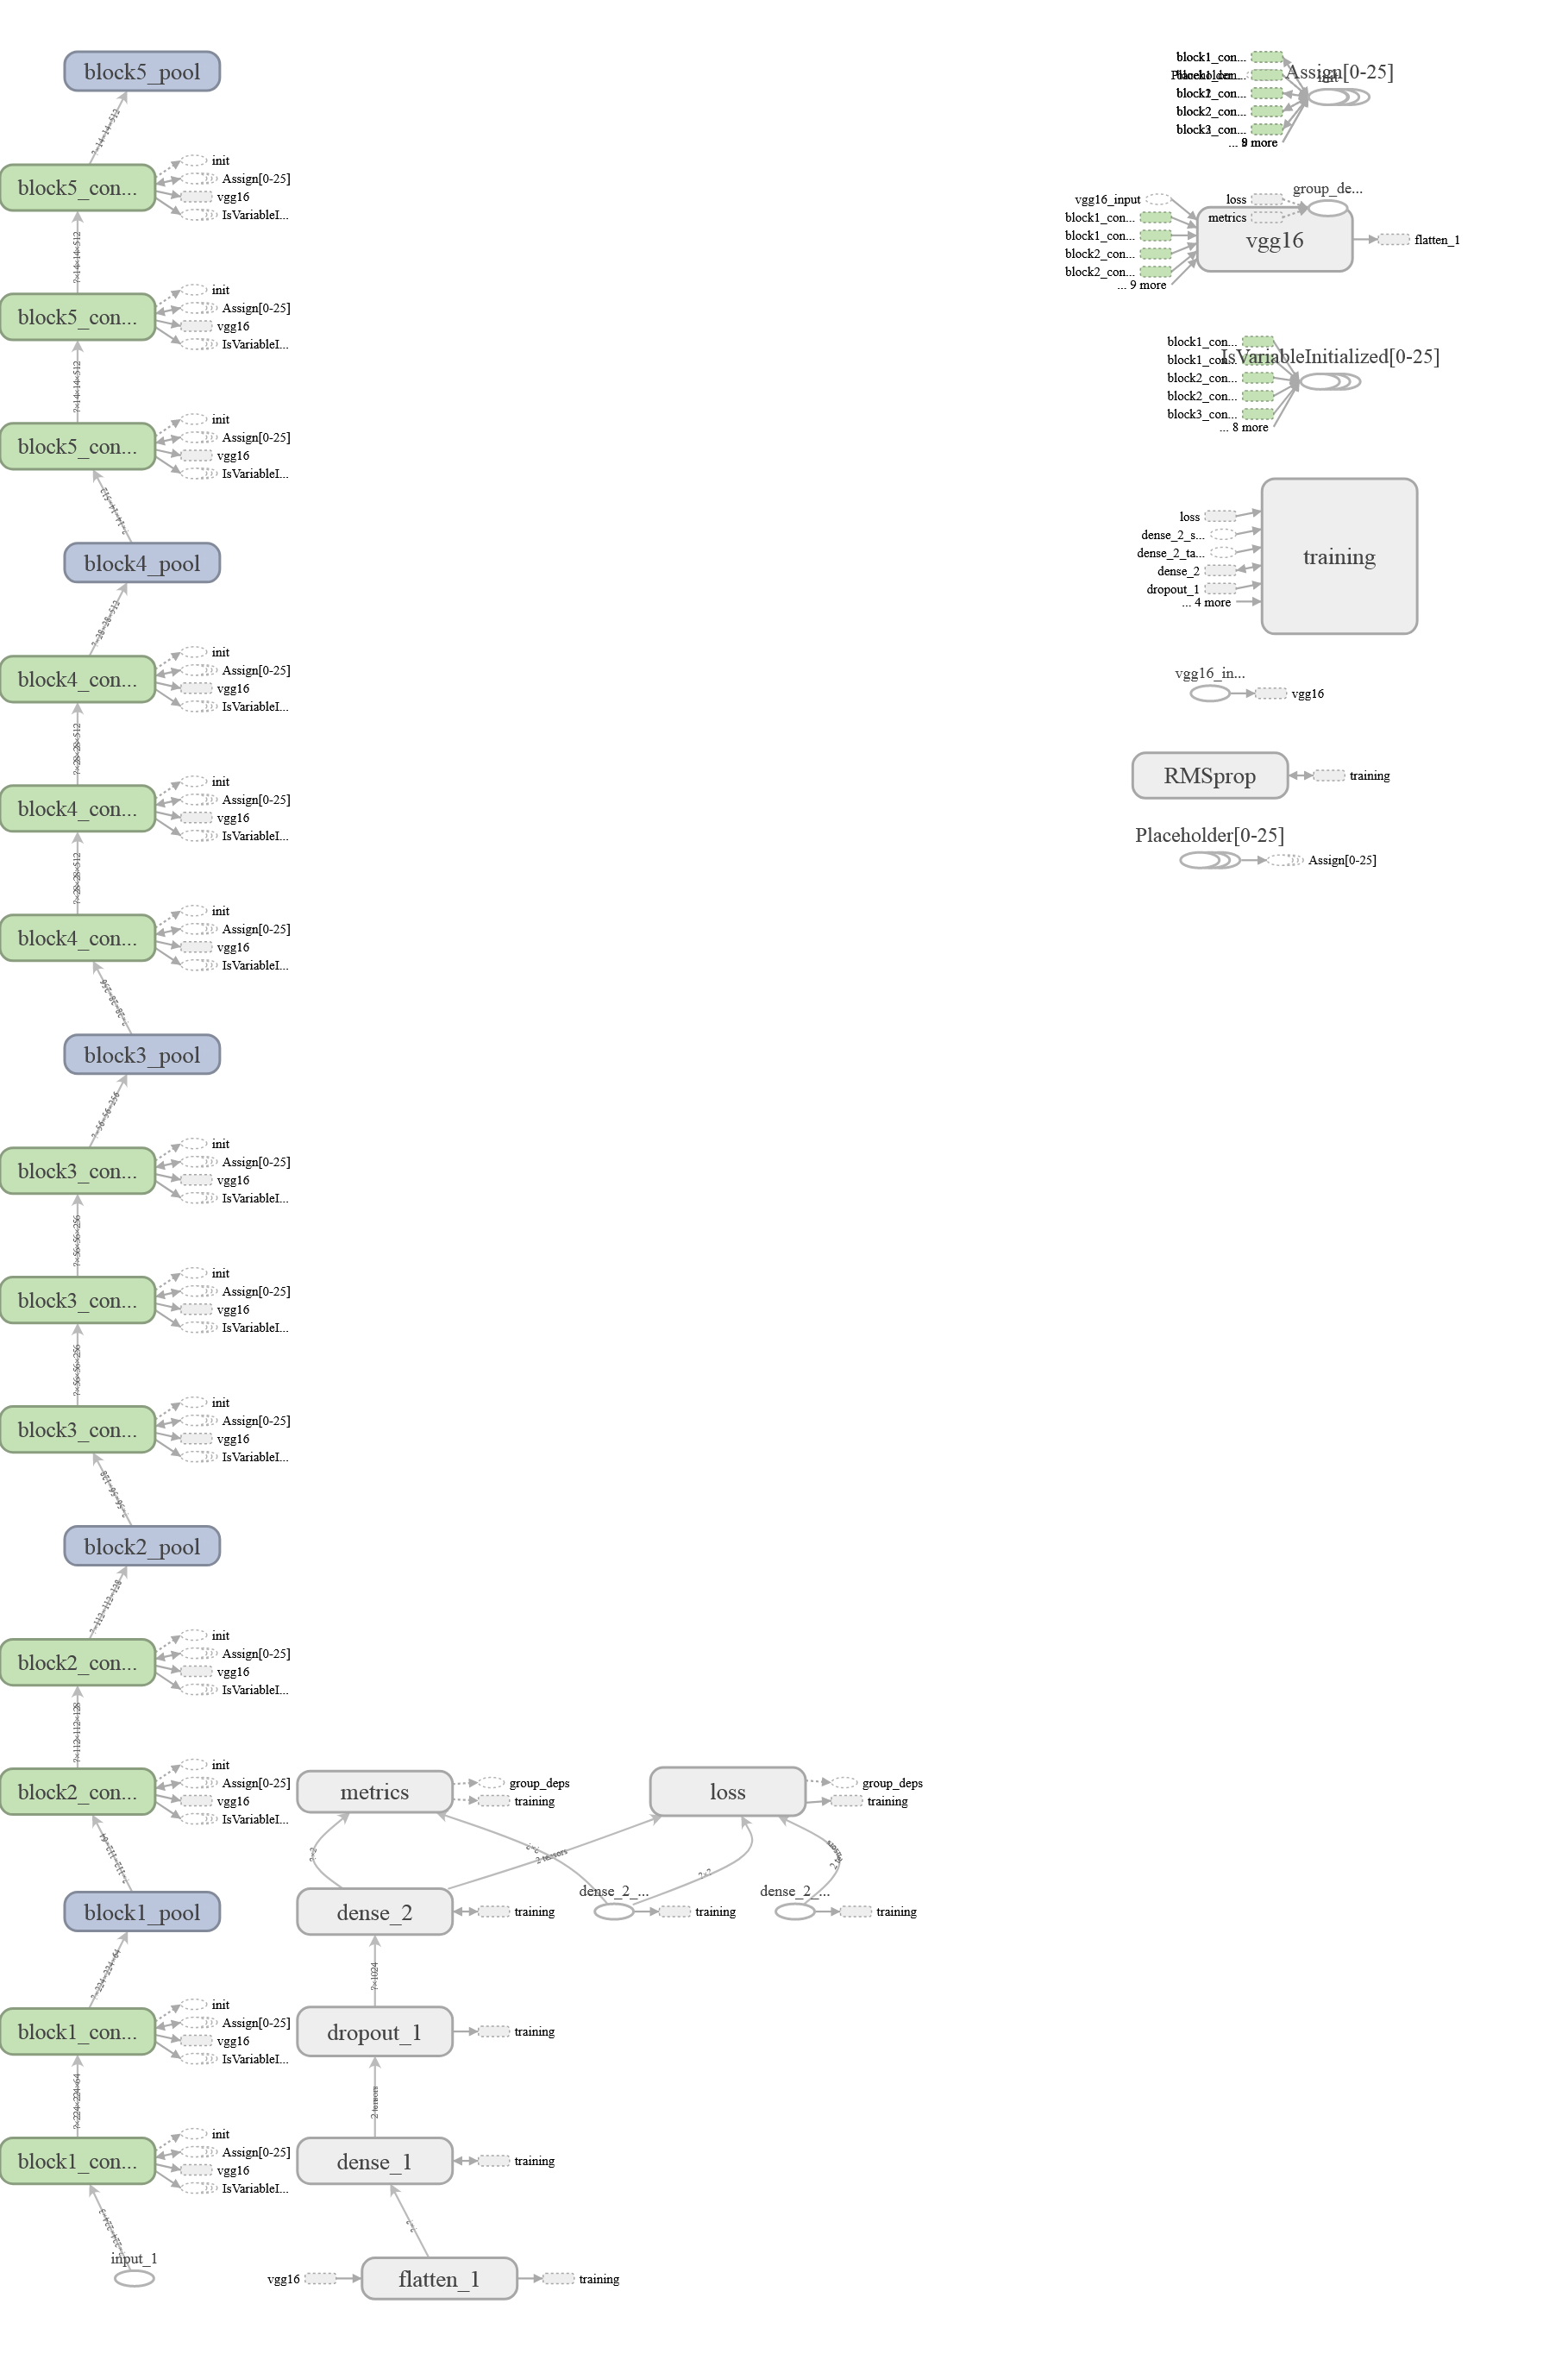 block5_pool
?×14×14×512
block5_con...
init
Assign[0-25]
vgg16
IsVariableI...
?×14×14×512
block5_con...
init
Assign[0-25]
vgg16
IsVariableI...
?×14×14×512
block5_con...
init
Assign[0-25]
vgg16
IsVariableI...
?×14×14×512
block4_pool
?×28×28×512
block4_con...
init
Assign[0-25]
vgg16
IsVariableI...
?×28×28×512
block4_con...
init
Assign[0-25]
vgg16
IsVariableI...
?×28×28×512
block4_con...
init
Assign[0-25]
vgg16
IsVariableI...
?×28×28×256
block3_pool
?×56×56×256
block3_con...
init
Assign[0-25]
vgg16
IsVariableI...
?×56×56×256
block3_con...
init
Assign[0-25]
vgg16
IsVariableI...
?×56×56×256
block3_con...
init
Assign[0-25]
vgg16
IsVariableI...
?×56×56×128
block2_pool
?×112×112×128
block2_con...
init
Assign[0-25]
vgg16
IsVariableI...
?×112×112×128
block2_con...
init
Assign[0-25]
vgg16
IsVariableI...
?×112×112×64
block1_pool
?×224×224×64
block1_con...
init
Assign[0-25]
vgg16
IsVariableI...
?×224×224×64
block1_con...
init
Assign[0-25]
vgg16
IsVariableI...
?×224×224×3
input_1
metrics
group_deps
training
loss
group_deps
training
?×2
?×?
2 tensors
?×?
2 tensors
dense_2
training
dense_2_...
training
dense_2_...
training
?×1024
dropout_1
training
2 tensors
dense_1
training
?×?
vgg16
flatten_1
training
block1_con...
Assign[0-25]
init
block2_con...
... more
vgg16_input
block1_con...
block1_con...
block2_con...
block2_con...
... 9 more
loss
metrics
group_de...
vgg16
flatten_1
block1_con...
block1_con...
block2_con...
block2_con...
block3_con...
... 8 more
IsVariableInitialized[0-25]
loss
dense_2_s...
dense_2_ta...
dense_2
dropout_1
... 4 more
training
vgg16_in...
vgg16
RMSprop
training
Placeholder[0-25]
Assign[0-25]